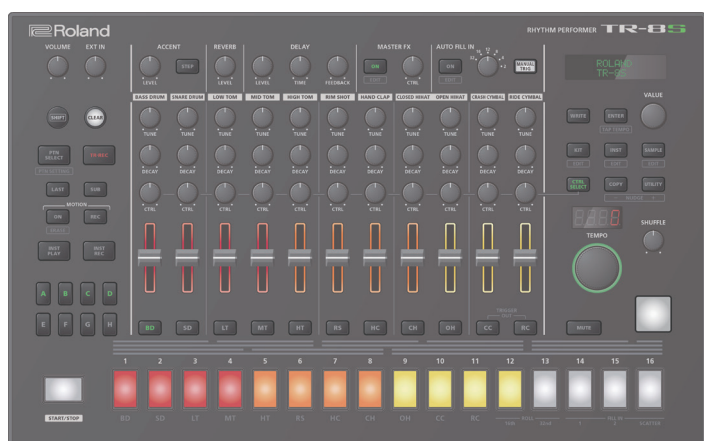 Roland
RHYTHM PERFORMER TR-8S
VOLUME EXT IN ACCENT REVERB DELAY MASTER FX AUTO FILL IN
STEP ON ON MANUAL TRIG
LEVEL LEVEL LEVEL TIME FEEDBACK CTRL
ROLAND
TR-8S
VALUE
BASS DRUM SNARE DRUM LOW TOM MID TOM HIGH TOM RIM SHOT HAND CLAP CLOSED HIHAT OPEN HIHAT CRASH CYMBAL RIDE CYMBAL
SHIFT CLEAR
WRITE ENTER
TUNE TUNE TUNE TUNE TUNE TUNE TUNE TUNE TUNE TUNE TUNE
PTN SELECT TR-REC
KIT INST SAMPLE
DECAY DECAY DECAY DECAY DECAY DECAY DECAY DECAY DECAY DECAY DECAY
LAST SUB
CTRL SELECT COPY UTILITY
CTRL CTRL CTRL CTRL CTRL CTRL CTRL CTRL CTRL CTRL CTRL
MOTION
ON REC
SHUFFLE
TEMPO
INST PLAY INST REC
A B C D
E F G H
BD SD LT MT HT RS HC CH OH CC RC
MUTE
1 2 3 4 5 6 7 8 9 10 11 12 13 14 15 16
START/STOP
BD SD LT MT HT RS HC CH OH CC RC